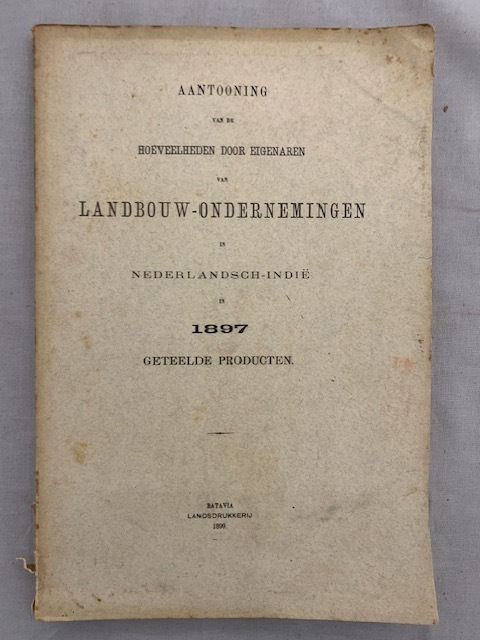 AANTOONING
VAN DE
HOEVEELHEDEN DOOR EIGENAREN
VAN
LANDBOUW-ONDERNEMINGEN
IN
NEDERLANDSCH-INDIË
IN
1897
GETEELDE PRODUCTEN.
BATAVIA
LANDSDRUKKERIJ